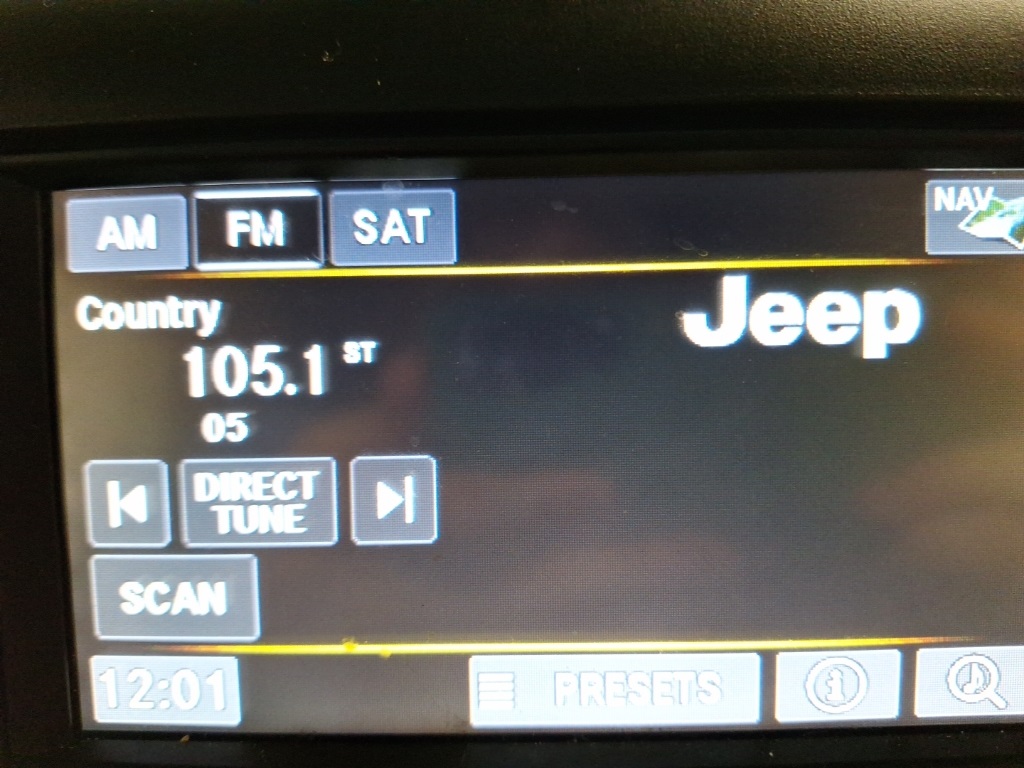 AM FM SAT NAV
Country
Jeep
105.1 ST
05
DIRECT
TUNE
SCAN
12:01 PRESETS i